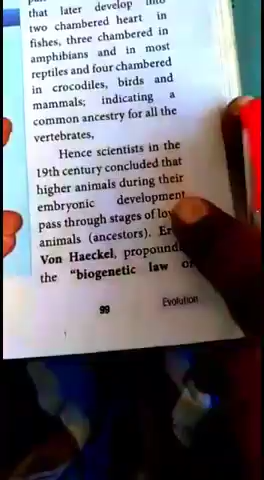 that later develop into
two chambered heart in
fishes, three chambered in
amphibians and in most
reptiles and four chambered
in crocodiles, birds and
mammals; indicating a
common ancestry for all the
vertebrates,
Hence scientists in the
19th century concluded that
higher animals during their
embryonic development
pass through stages of
animals (ancestors).
Von Haeckel,
the "biogenetic law
99
Evolution